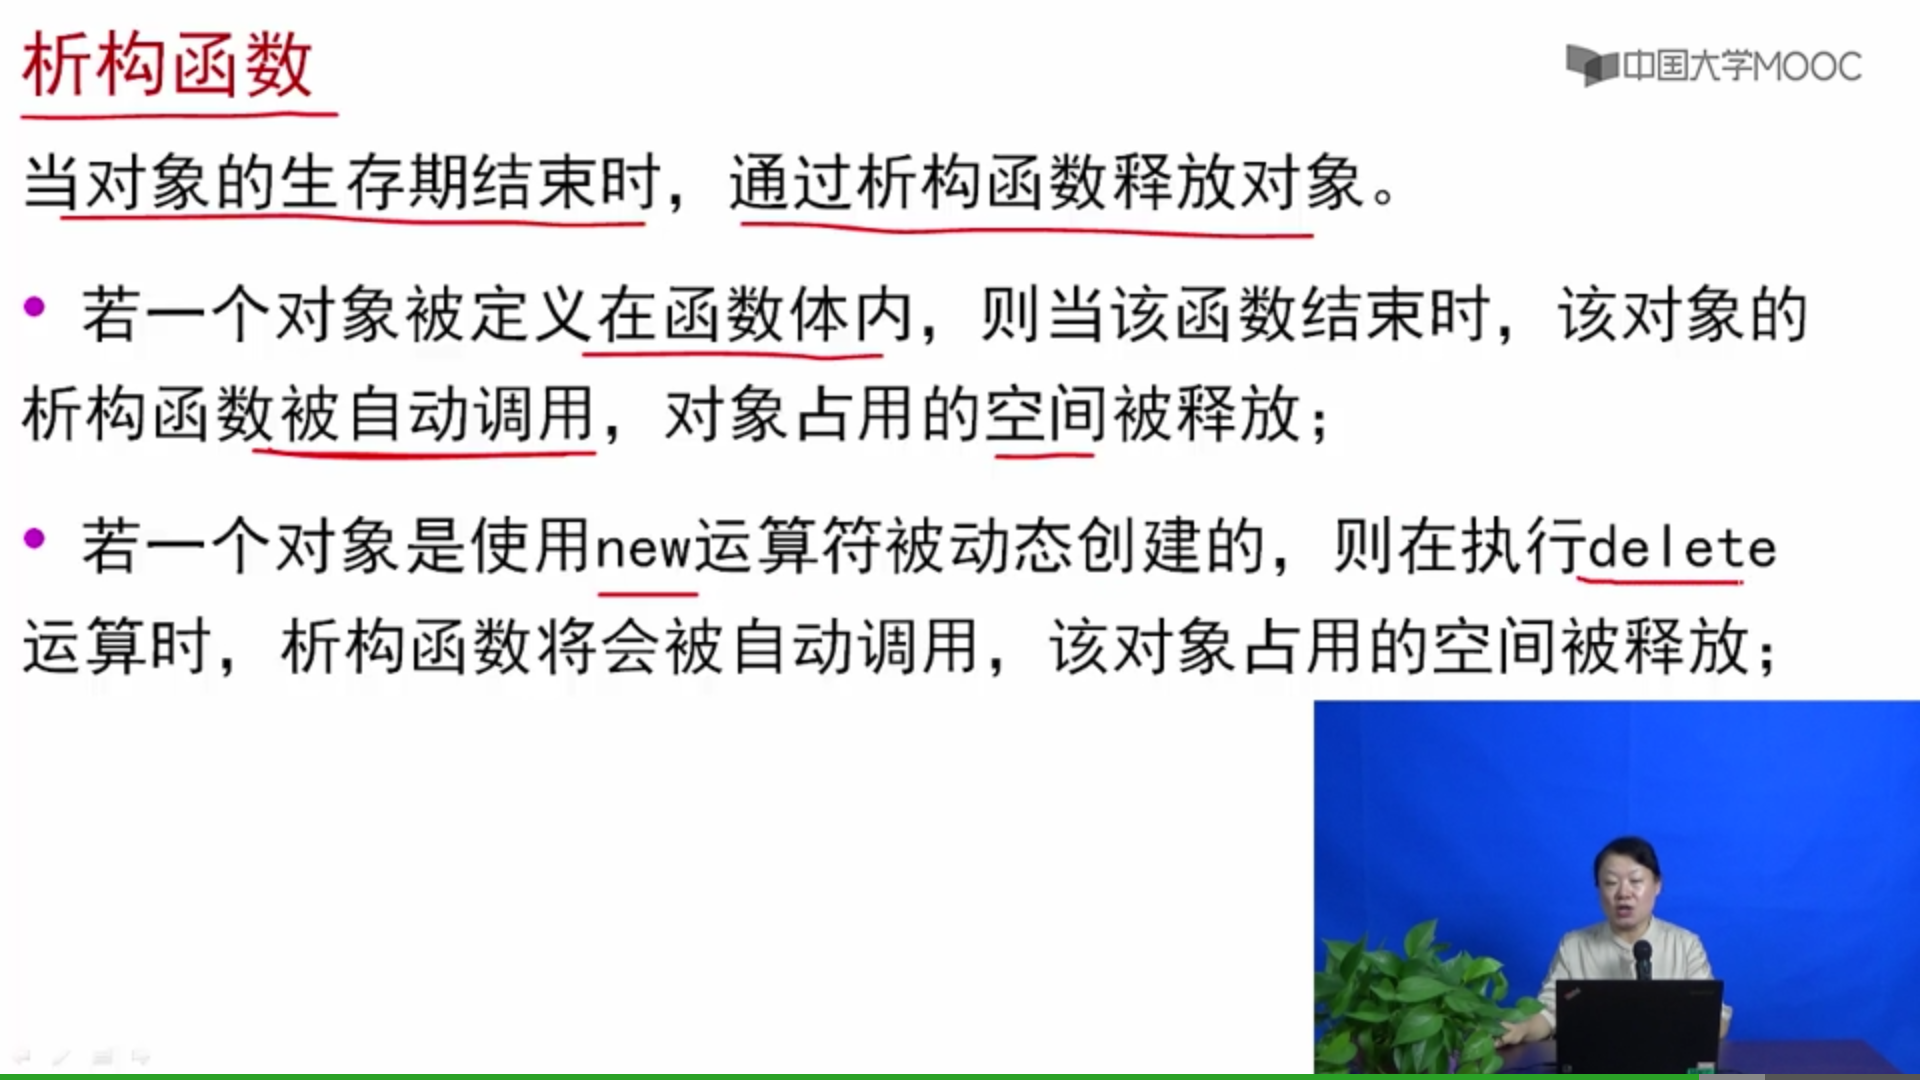 析构函数
中国大学MOOC
当对象的生存期结束时，通过析构函数释放对象。
• 若一个对象被定义在函数体内，则当该函数结束时，该对象的
析构函数被自动调用，对象占用的空间被释放；
• 若一个对象是使用new运算符被动态创建的，则在执行delete
运算时，析构函数将会被自动调用，该对象占用的空间被释放；